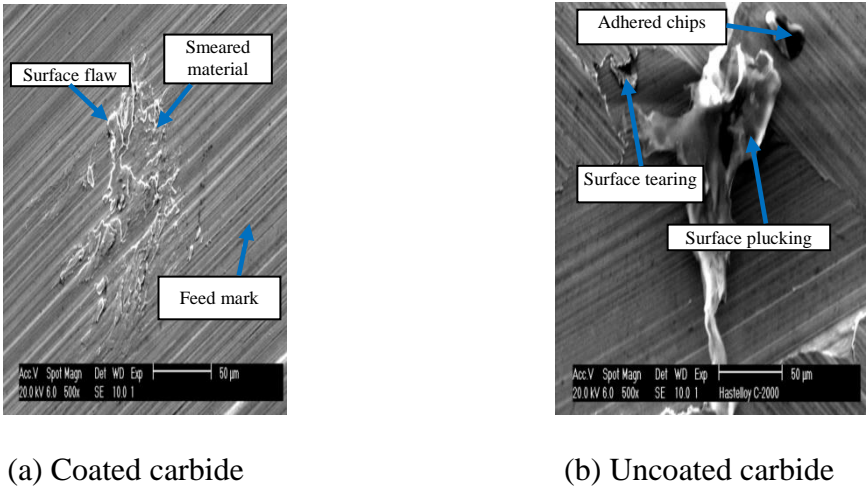 Surface flaw
Smeared
material
Feed mark
Acc.V Spot Magn Det WD Exp
20.0 kV 6.0 500x SE 10.0 1
50 µm
(a) Coated carbide
Adhered chips
Surface tearing
Surface plucking
Acc.V Spot Magn Det WD Exp
20.0 kV 6.0 500x SE 10.0 1 Hastelloy C-2000
50 µm
(b) Uncoated carbide